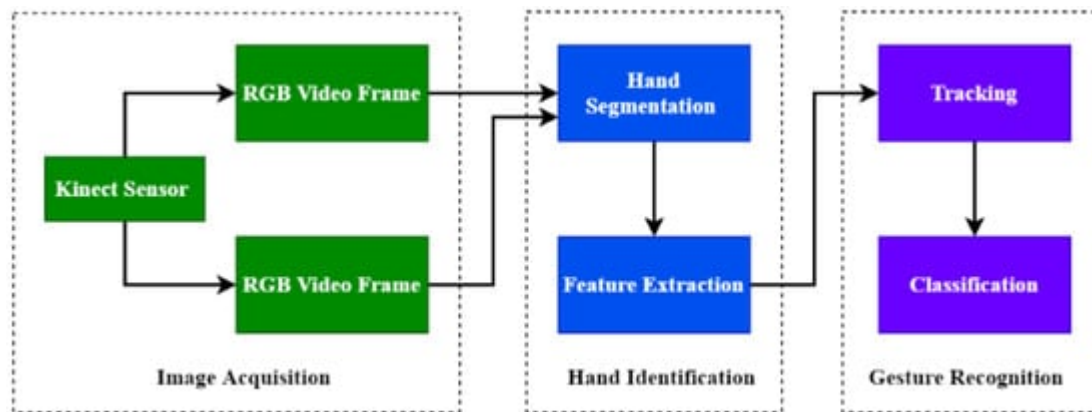 RGB Video Frame
Kinect Sensor
RGB Video Frame
Image Acquisition
Hand
Segmentation
Feature Extraction
Hand Identification
Tracking
Classification
Gesture Recognition